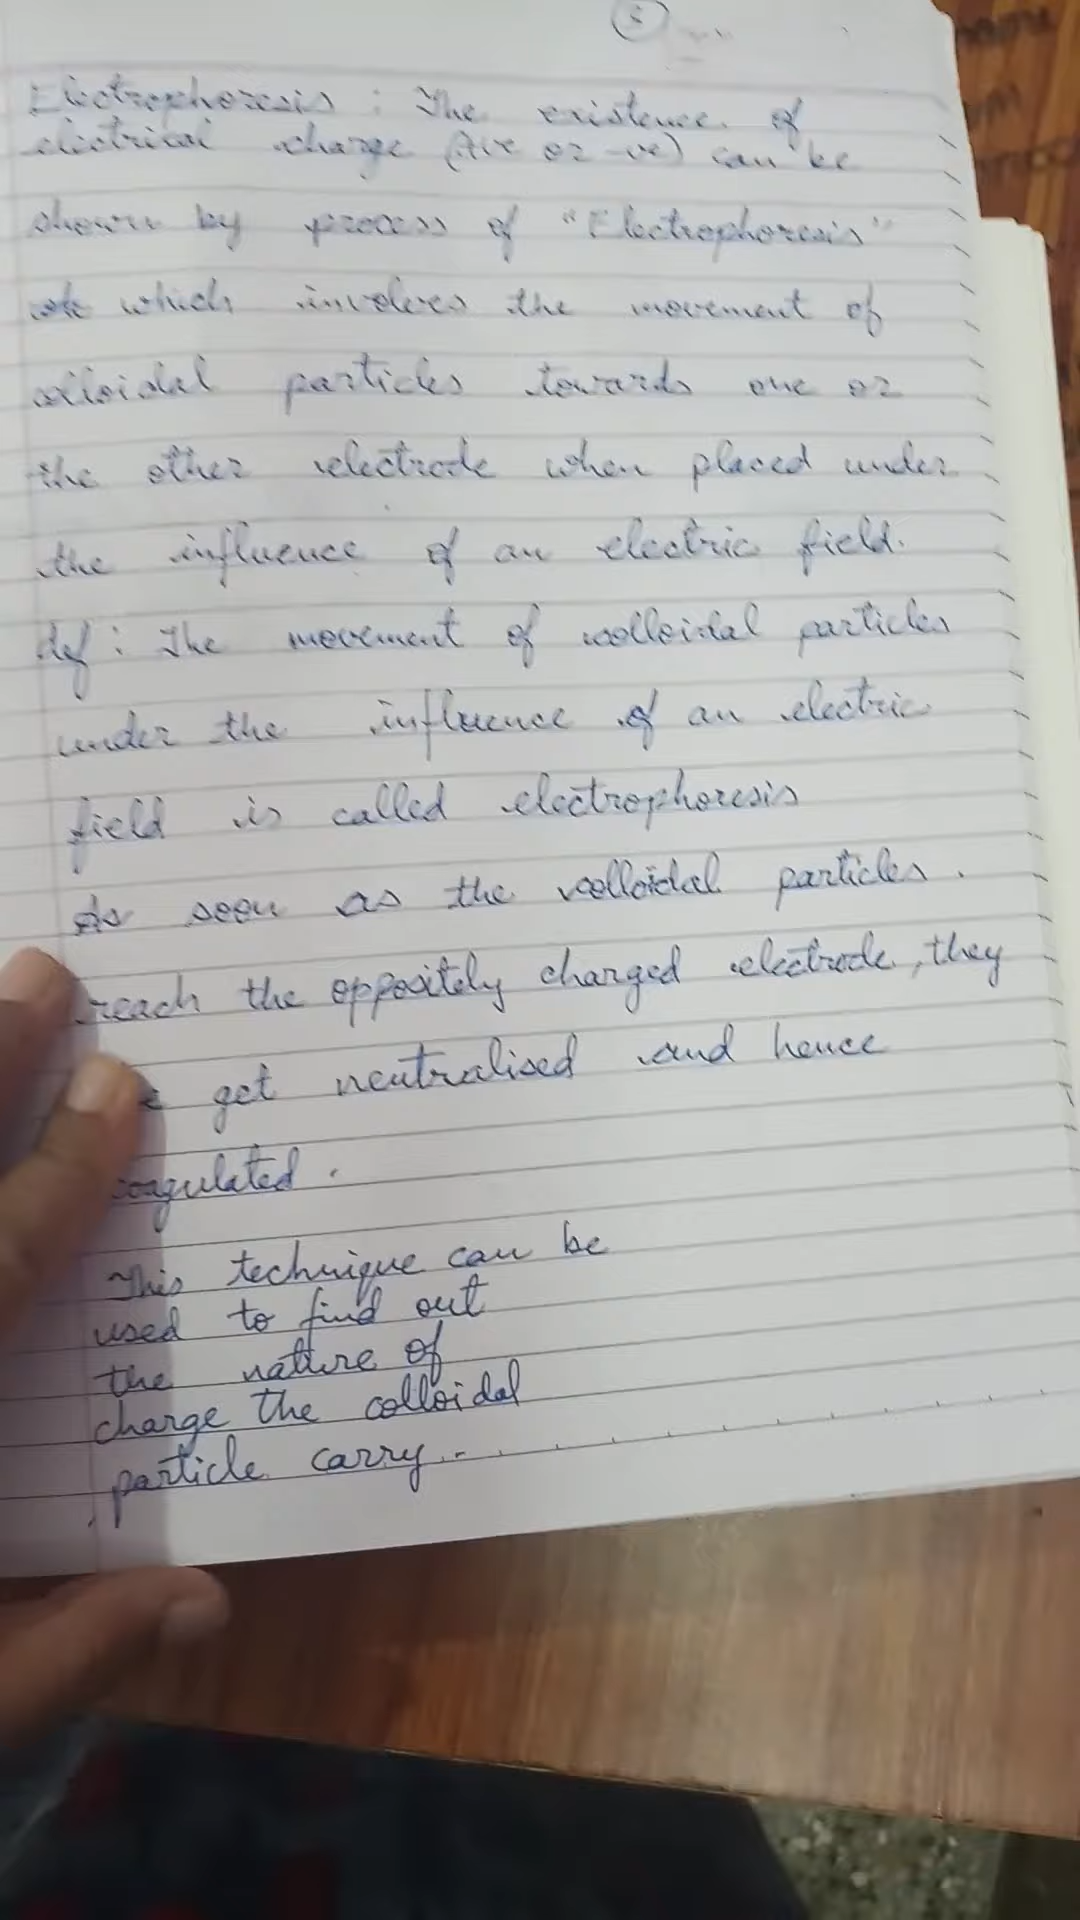 Electrophoresis : The existence of
electrical charge (+ve or -ve) can be
shown by process of "Electrophoresis"
which involves the movement of
colloidal particles towards one or
the other electrode when placed under
the influence of an electric field.
def : The movement of colloidal particles
under the influence of an electric
field is called electrophoresis
As soon as the colloidal particles.
reach the oppositely charged electrode, they
get neutralised and hence
coagulated.
This technique can be
used to find out
the nature of
charge the colloidal
particle carry..